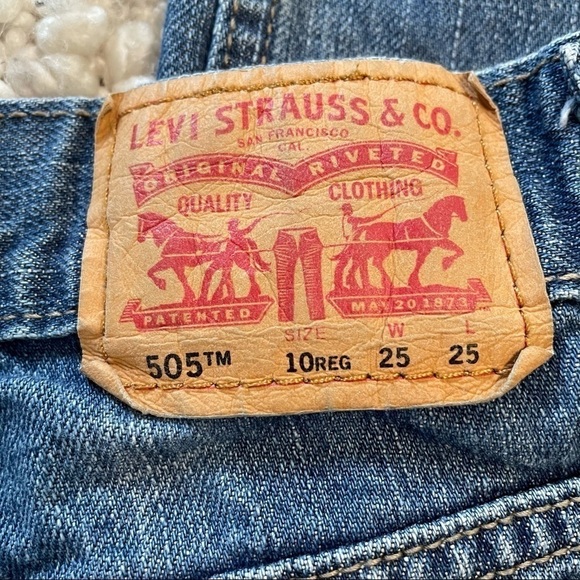 LEVI STRAUSS & CO.
SAN FRANCISCO
CAL.
ORIGINAL RIVETED
QUALITY CLOTHING
PATENTED MAY 20 1873
SIZE W L
505™ 10REG 25 25